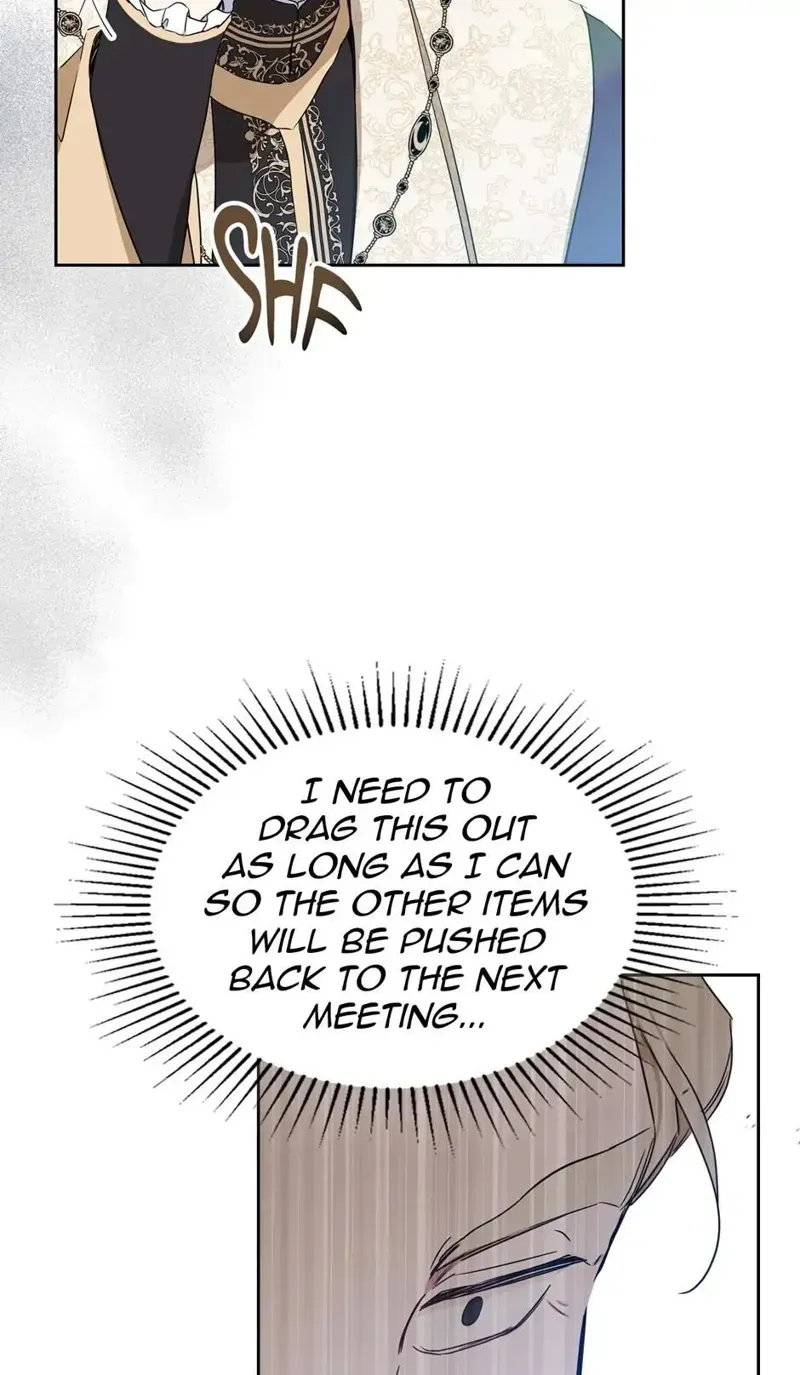 SHF
I NEED TO
DRAG THIS OUT
AS LONG AS I CAN
SO THE OTHER ITEMS
WILL BE PUSHED
BACK TO THE NEXT
MEETING...